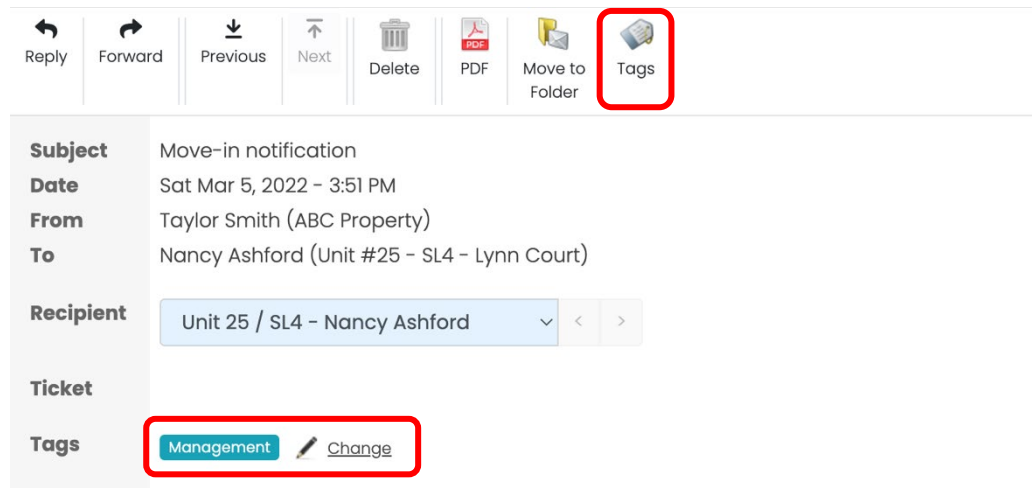 Reply
Forward
Previous
Next
Delete
PDF
PDF
Move to
Folder
Tags
Subject Move-in notification
Date Sat Mar 5, 2022 - 3:51 PM
From Taylor Smith (ABC Property)
To Nancy Ashford (Unit #25 - SL4 - Lynn Court)
Recipient Unit 25 / SL4 - Nancy Ashford < >
Ticket
Tags Management Change